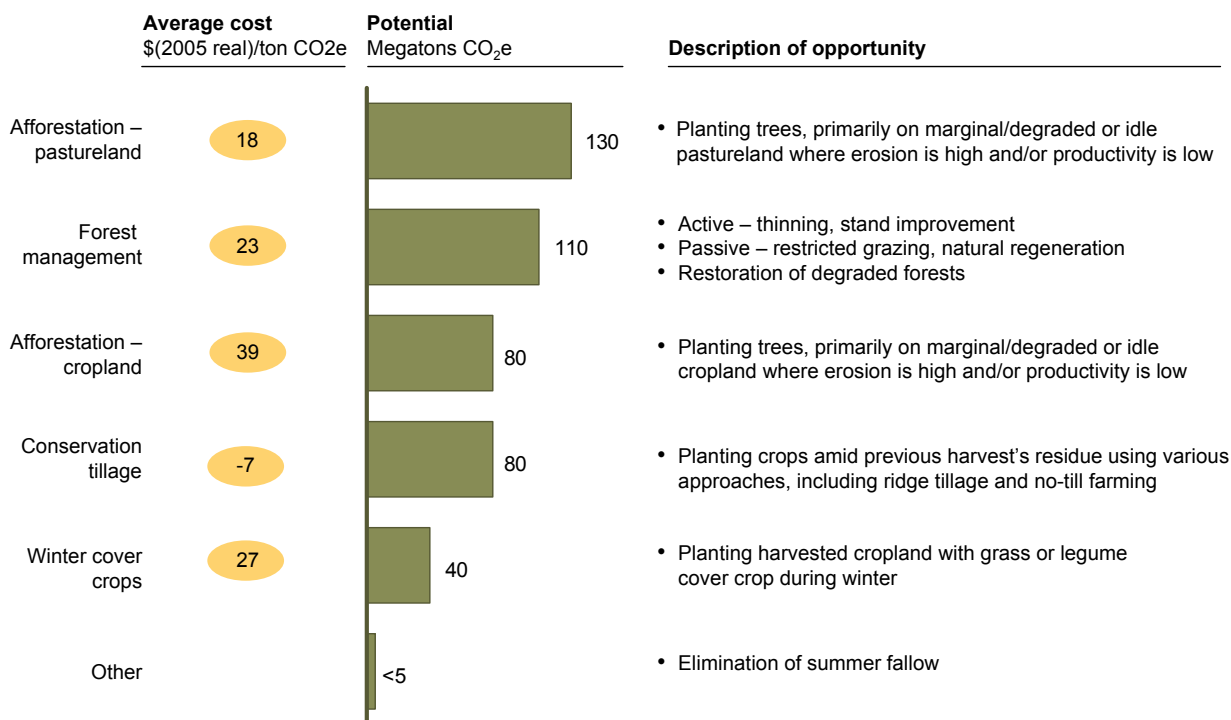 Average cost
$(2005 real)/ton CO2e
Potential
Megatons CO₂e
Description of opportunity
Afforestation –
pastureland
18
130
• Planting trees, primarily on marginal/degraded or idle
pastureland where erosion is high and/or productivity is low
Forest
management
23
110
• Active – thinning, stand improvement
• Passive – restricted grazing, natural regeneration
• Restoration of degraded forests
Afforestation –
cropland
39
80
• Planting trees, primarily on marginal/degraded or idle
cropland where erosion is high and/or productivity is low
Conservation
tillage
-7
80
• Planting crops amid previous harvest’s residue using various
approaches, including ridge tillage and no-till farming
Winter cover
crops
27
40
• Planting harvested cropland with grass or legume
cover crop during winter
Other
<5
• Elimination of summer fallow